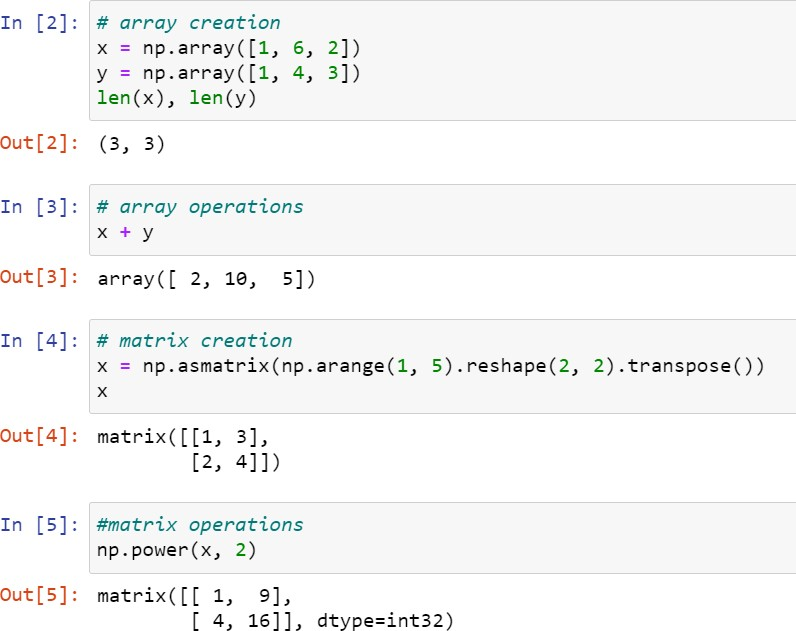 In [2]: # array creation
x = np.array([1, 6, 2])
y = np.array([1, 4, 3])
len(x), len(y)
Out[2]: (3, 3)
In [3]: # array operations
x + y
Out[3]: array([ 2, 10,  5])
In [4]: # matrix creation
x = np.asmatrix(np.arange(1, 5).reshape(2, 2).transpose())
x
Out[4]: matrix([[1, 3],
        [2, 4]])
In [5]: #matrix operations
np.power(x, 2)
Out[5]: matrix([[ 1,  9],
        [ 4, 16]], dtype=int32)